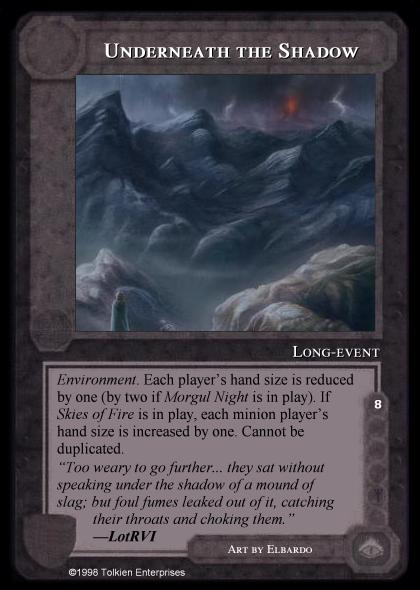 UNDERNEATH THE SHADOW
LONG-EVENT
Environment. Each player's hand size is reduced
by one (by two if Morgul Night is in play). If
Skies of Fire is in play, each minion player's
hand size is increased by one. Cannot be
duplicated.
8
"Too weary to go further... they sat without
speaking under the shadow of a mound of
slag; but foul fumes leaked out of it, catching
their throats and choking them."
—LotRVI
ART BY ELBARDO
©1998 Tolkien Enterprises